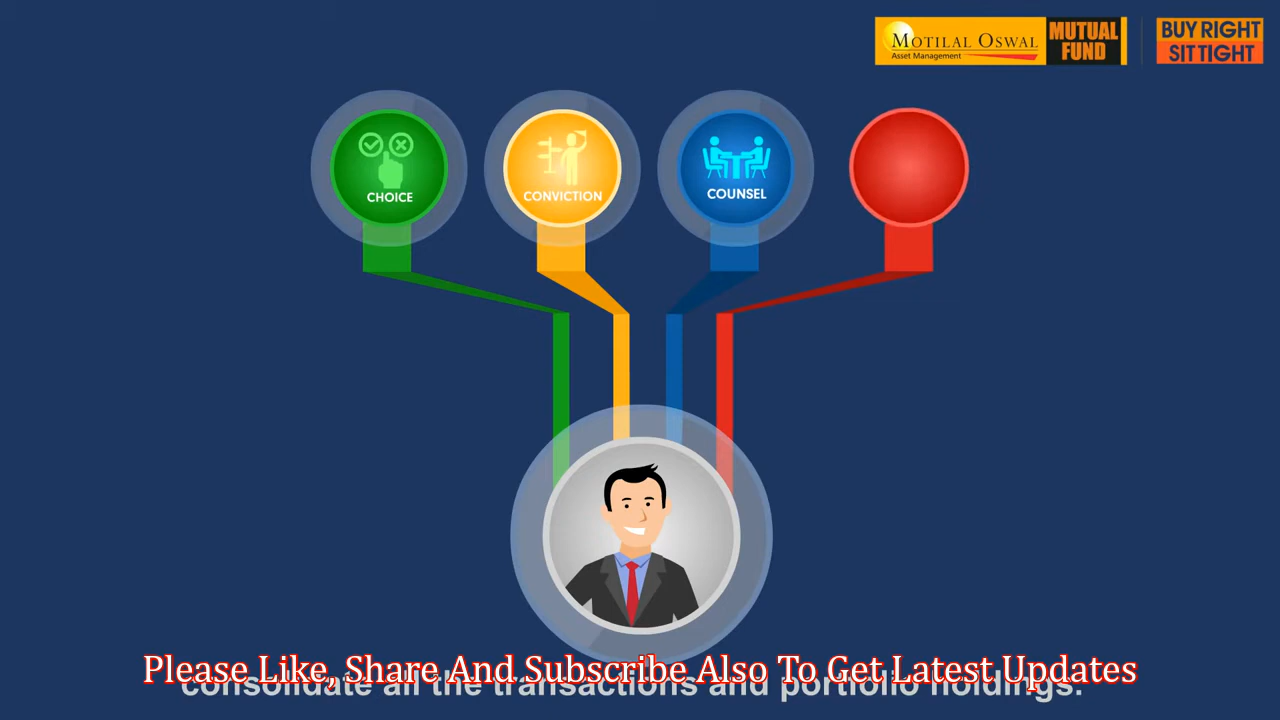 MOTILAL OSWAL
Asset Management
MUTUAL
FUND
BUY RIGHT
SIT TIGHT
CHOICE
CONVICTION
COUNSEL
Please Like, Share And Subscribe Also To Get Latest Updates
consolidate all the transactions and portfolio holdings.